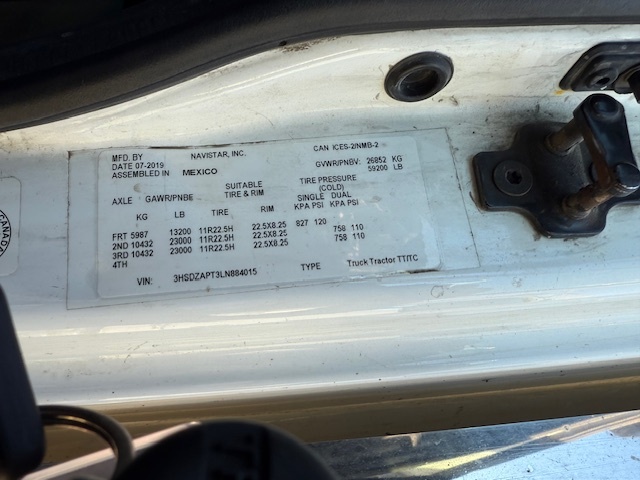 MFD.BY NAVISTAR, INC. CAN ICES-2/NMB-2
DATE 07-2019 GVWR/PNBV: 26852 KG
ASSEMBLED IN MEXICO 59200 LB
SUITABLE TIRE PRESSURE
AXLE GAWR/PNBE TIRE & RIM (COLD)
SINGLE DUAL
KG LB TIRE RIM KPA PSI KPA PSI
FRT 5987 13200 11R22.5H 22.5X8.25 827 120
2ND 10432 23000 11R22.5H 22.5X8.25 758 110
3RD 10432 23000 11R22.5H 22.5X8.25 758 110
4TH
VIN: 3HSDZAPT3LN884015 TYPE Truck Tractor TT/TC
CANADA